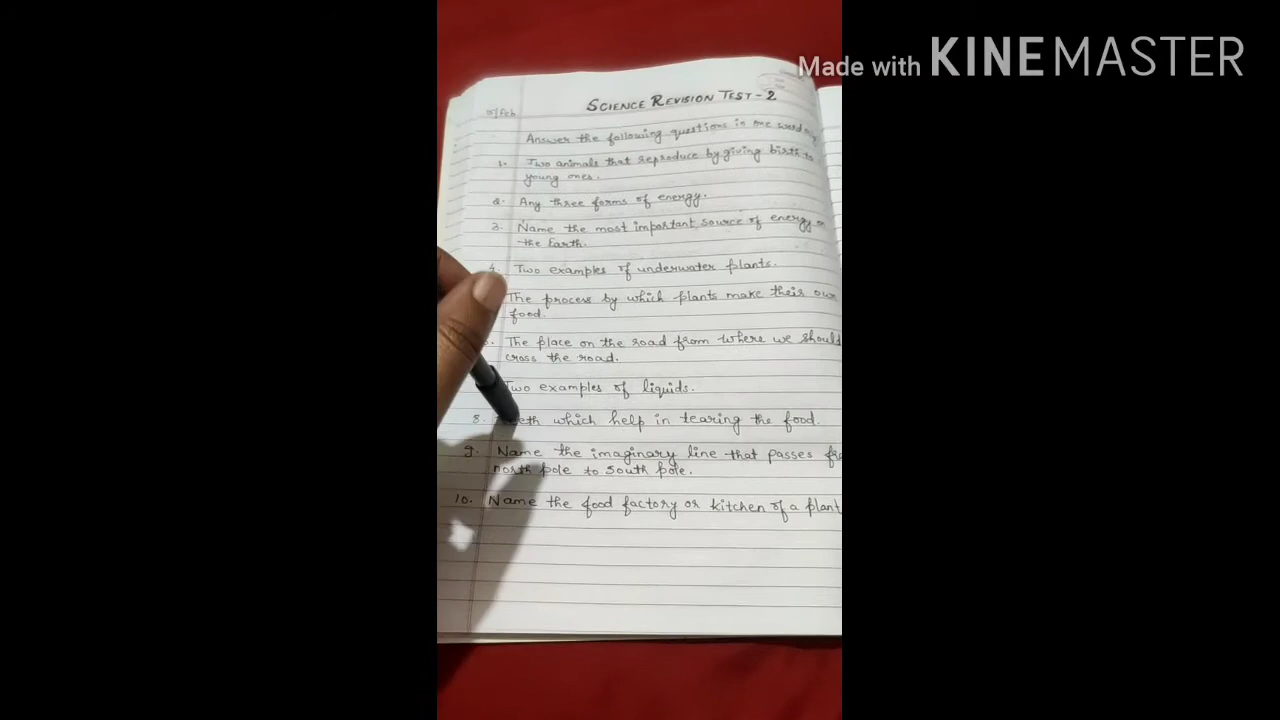 Made with KINEMASTER
15/Feb
SCIENCE REVISION TEST - 2
Answer the following questions in one word
1. Two animals that reproduce by giving birth to
young ones.
2. Any three forms of energy.
3. Name the most important source of energy
the Earth.
4. Two examples of underwater plants.
The process by which plants make their own
food.
The place on the road from where we should
cross the road.
Two examples of liquids.
8. which help in tearing the food.
9. Name the imaginary line that passes
north pole to south pole.
10. Name the food factory or kitchen of a plant